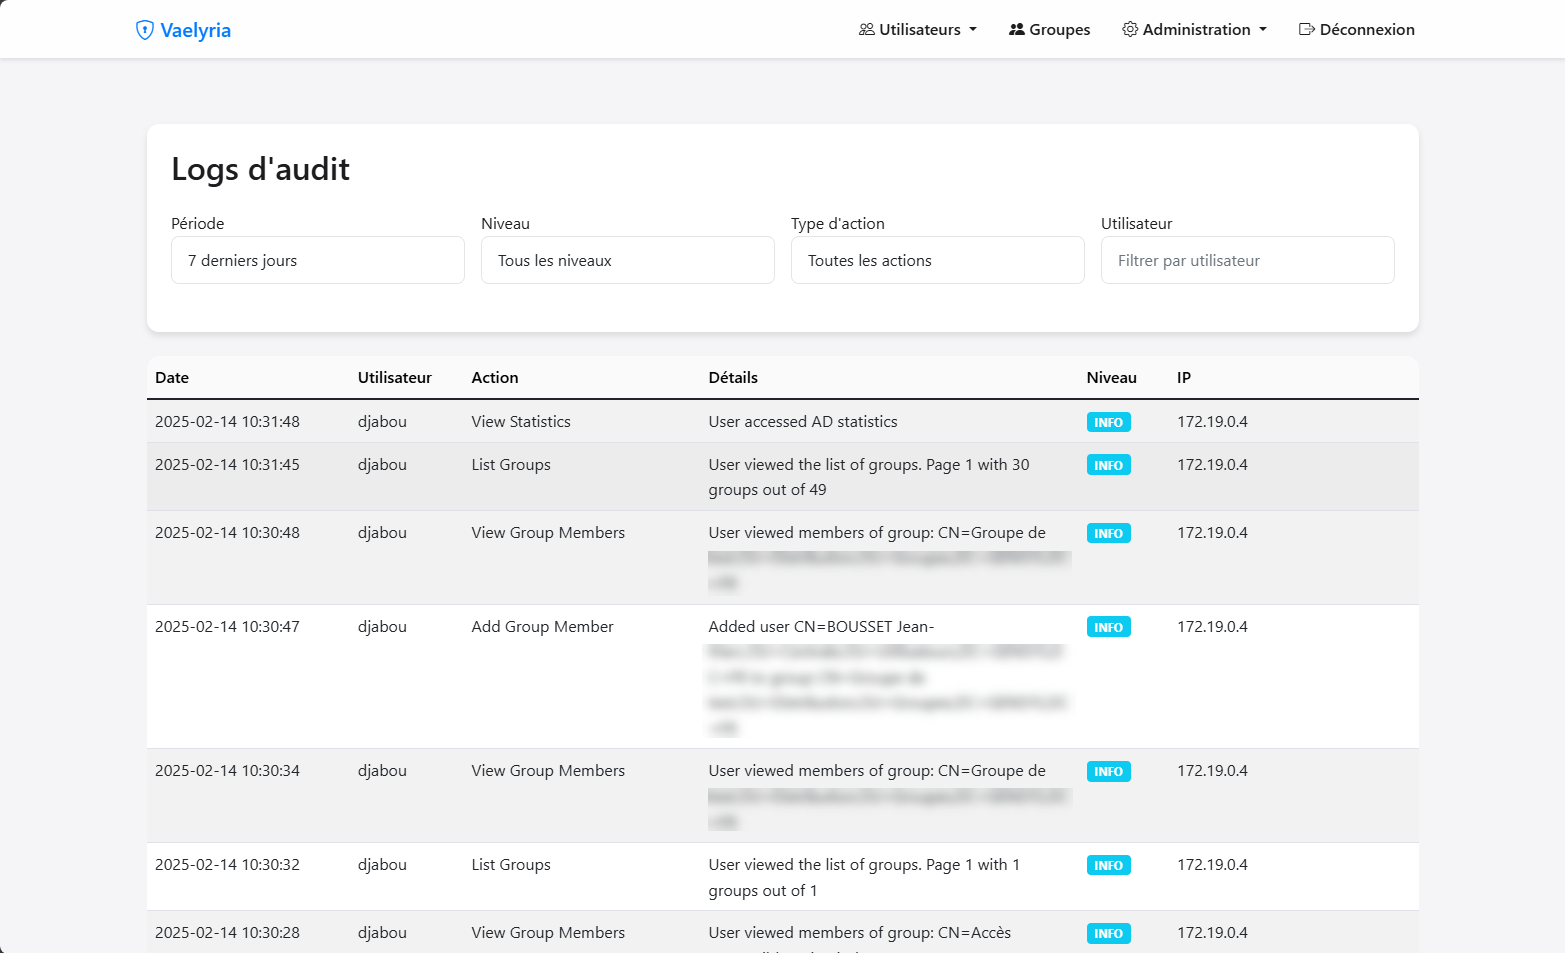 Vaelyria
Utilisateurs
Groupes
Administration
Déconnexion
Logs d'audit
Période
Niveau
Type d'action
Utilisateur
7 derniers jours
Tous les niveaux
Toutes les actions
Filtrer par utilisateur
Date Utilisateur Action Détails Niveau IP
2025-02-14 10:31:48 djabou View Statistics User accessed AD statistics INFO 172.19.0.4
2025-02-14 10:31:45 djabou List Groups User viewed the list of groups. Page 1 with 30 INFO 172.19.0.4
groups out of 49
2025-02-14 10:30:48 djabou View Group Members User viewed members of group: CN=Groupe de INFO 172.19.0.4
2025-02-14 10:30:47 djabou Add Group Member Added user CN=BOUSSET Jean- INFO 172.19.0.4
2025-02-14 10:30:34 djabou View Group Members User viewed members of group: CN=Groupe de INFO 172.19.0.4
2025-02-14 10:30:32 djabou List Groups User viewed the list of groups. Page 1 with 1 INFO 172.19.0.4
groups out of 1
2025-02-14 10:30:28 djabou View Group Members User viewed members of group: CN=Accès INFO 172.19.0.4